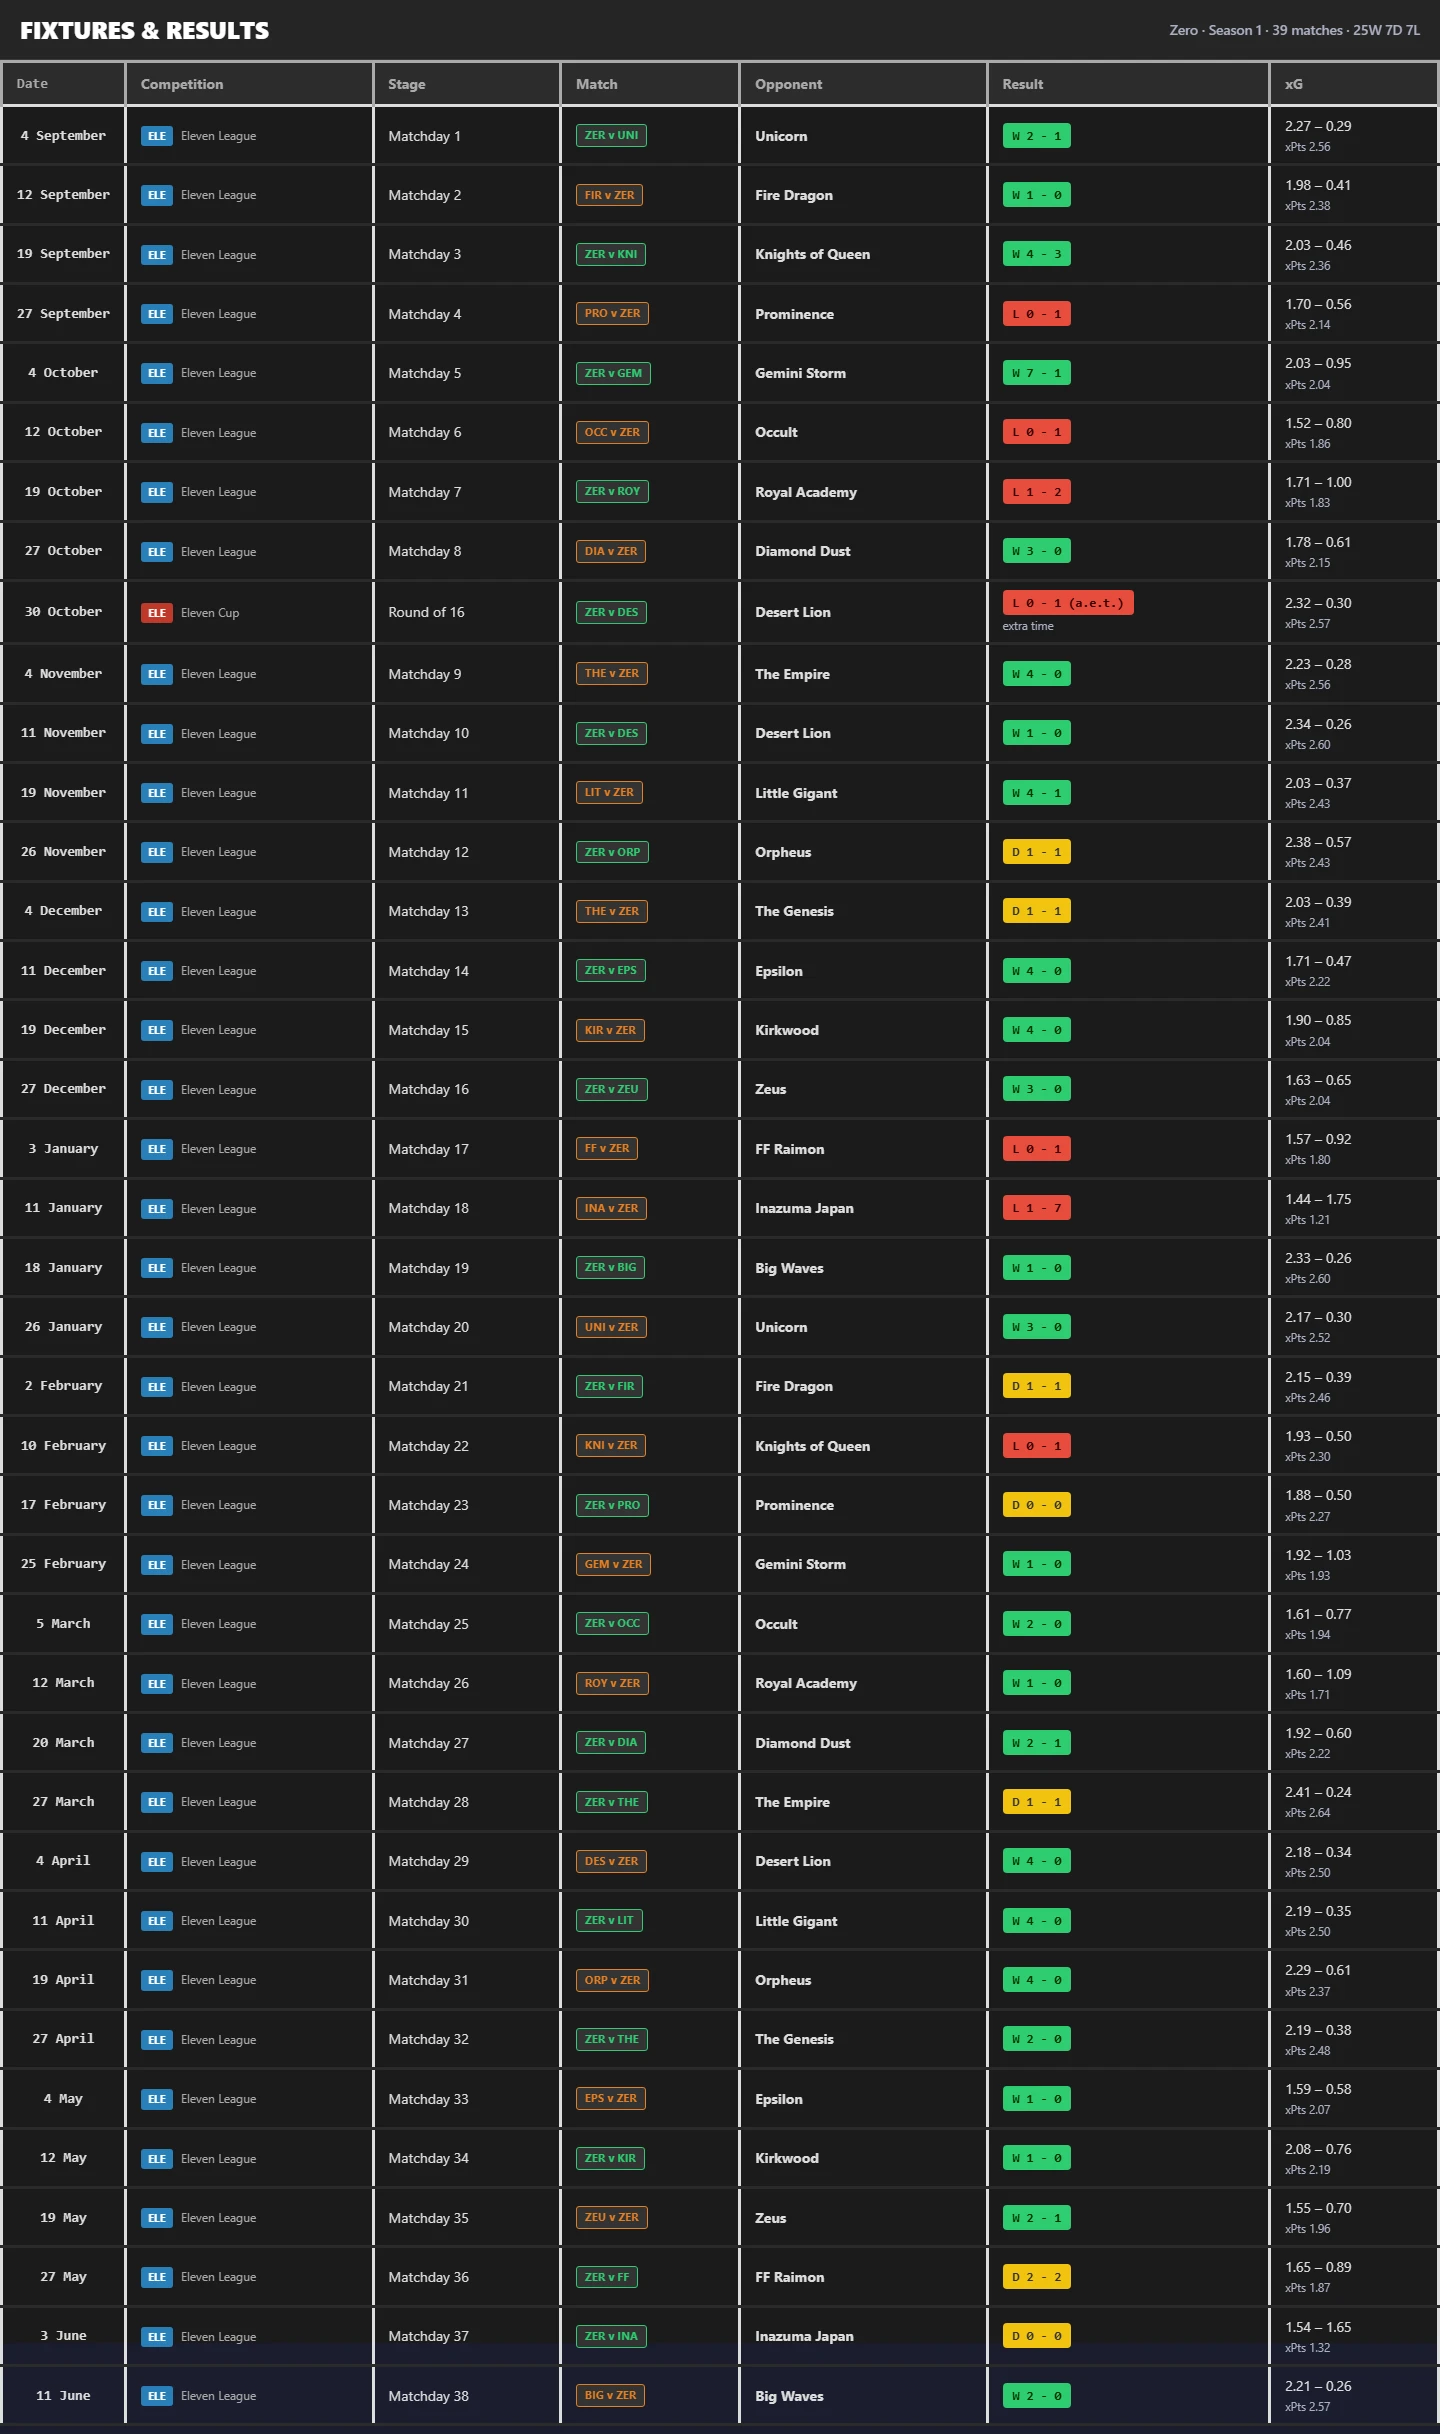 FIXTURES & RESULTS
Zero · Season 1 · 39 matches · 25W 7D 7L
Date Competition Stage Match Opponent Result xG
4 September ELE Eleven League Matchday 1 ZER v UNI Unicorn W 2 - 1 2.27 – 0.29
xPts 2.56
12 September ELE Eleven League Matchday 2 FIR v ZER Fire Dragon W 1 - 0 1.98 – 0.41
xPts 2.38
19 September ELE Eleven League Matchday 3 ZER v KNI Knights of Queen W 4 - 3 2.03 – 0.46
xPts 2.36
27 September ELE Eleven League Matchday 4 PRO v ZER Prominence L 0 - 1 1.70 – 0.56
xPts 2.14
4 October ELE Eleven League Matchday 5 ZER v GEM Gemini Storm W 7 - 1 2.03 – 0.95
xPts 2.04
12 October ELE Eleven League Matchday 6 OCC v ZER Occult L 0 - 1 1.52 – 0.80
xPts 1.86
19 October ELE Eleven League Matchday 7 ZER v ROY Royal Academy L 1 - 2 1.71 – 1.00
xPts 1.83
27 October ELE Eleven League Matchday 8 DIA v ZER Diamond Dust W 3 - 0 1.78 – 0.61
xPts 2.15
30 October ELE Eleven Cup Round of 16 ZER v DES Desert Lion L 0 - 1 (a.e.t.) 2.32 – 0.30
extra time xPts 2.57
4 November ELE Eleven League Matchday 9 THE v ZER The Empire W 4 - 0 2.23 – 0.28
xPts 2.56
11 November ELE Eleven League Matchday 10 ZER v DES Desert Lion W 1 - 0 2.34 – 0.26
xPts 2.60
19 November ELE Eleven League Matchday 11 LIT v ZER Little Gigant W 4 - 1 2.03 – 0.37
xPts 2.43
26 November ELE Eleven League Matchday 12 ZER v ORP Orpheus D 1 - 1 2.38 – 0.57
xPts 2.43
4 December ELE Eleven League Matchday 13 THE v ZER The Genesis D 1 - 1 2.03 – 0.39
xPts 2.41
11 December ELE Eleven League Matchday 14 ZER v EPS Epsilon W 4 - 0 1.71 – 0.47
xPts 2.22
19 December ELE Eleven League Matchday 15 KIR v ZER Kirkwood W 4 - 0 1.90 – 0.85
xPts 2.04
27 December ELE Eleven League Matchday 16 ZER v ZEU Zeus W 3 - 0 1.63 – 0.65
xPts 2.04
3 January ELE Eleven League Matchday 17 FF v ZER FF Raimon L 0 - 1 1.57 – 0.92
xPts 1.80
11 January ELE Eleven League Matchday 18 INA v ZER Inazuma Japan L 1 - 7 1.44 – 1.75
xPts 1.21
18 January ELE Eleven League Matchday 19 ZER v BIG Big Waves W 1 - 0 2.33 – 0.26
xPts 2.60
26 January ELE Eleven League Matchday 20 UNI v ZER Unicorn W 3 - 0 2.17 – 0.30
xPts 2.52
2 February ELE Eleven League Matchday 21 ZER v FIR Fire Dragon D 1 - 1 2.15 – 0.39
xPts 2.46
10 February ELE Eleven League Matchday 22 KNI v ZER Knights of Queen L 0 - 1 1.93 – 0.50
xPts 2.30
17 February ELE Eleven League Matchday 23 ZER v PRO Prominence D 0 - 0 1.88 – 0.50
xPts 2.27
25 February ELE Eleven League Matchday 24 GEM v ZER Gemini Storm W 1 - 0 1.92 – 1.03
xPts 1.93
5 March ELE Eleven League Matchday 25 ZER v OCC Occult W 2 - 0 1.61 – 0.77
xPts 1.94
12 March ELE Eleven League Matchday 26 ROY v ZER Royal Academy W 1 - 0 1.60 – 1.09
xPts 1.71
20 March ELE Eleven League Matchday 27 ZER v DIA Diamond Dust W 2 - 1 1.92 – 0.60
xPts 2.22
27 March ELE Eleven League Matchday 28 ZER v THE The Empire D 1 - 1 2.41 – 0.24
xPts 2.64
4 April ELE Eleven League Matchday 29 DES v ZER Desert Lion W 4 - 0 2.18 – 0.34
xPts 2.50
11 April ELE Eleven League Matchday 30 ZER v LIT Little Gigant W 4 - 0 2.19 – 0.35
xPts 2.50
19 April ELE Eleven League Matchday 31 ORP v ZER Orpheus W 4 - 0 2.29 – 0.61
xPts 2.37
27 April ELE Eleven League Matchday 32 ZER v THE The Genesis W 2 - 0 2.19 – 0.38
xPts 2.48
4 May ELE Eleven League Matchday 33 EPS v ZER Epsilon W 1 - 0 1.59 – 0.58
xPts 2.07
12 May ELE Eleven League Matchday 34 ZER v KIR Kirkwood W 1 - 0 2.08 – 0.76
xPts 2.19
19 May ELE Eleven League Matchday 35 ZEU v ZER Zeus W 2 - 1 1.55 – 0.70
xPts 1.96
27 May ELE Eleven League Matchday 36 ZER v FF FF Raimon D 2 - 2 1.65 – 0.89
xPts 1.87
3 June ELE Eleven League Matchday 37 ZER v INA Inazuma Japan D 0 - 0 1.54 – 1.65
xPts 1.32
11 June ELE Eleven League Matchday 38 BIG v ZER Big Waves W 2 - 0 2.21 – 0.26
xPts 2.57